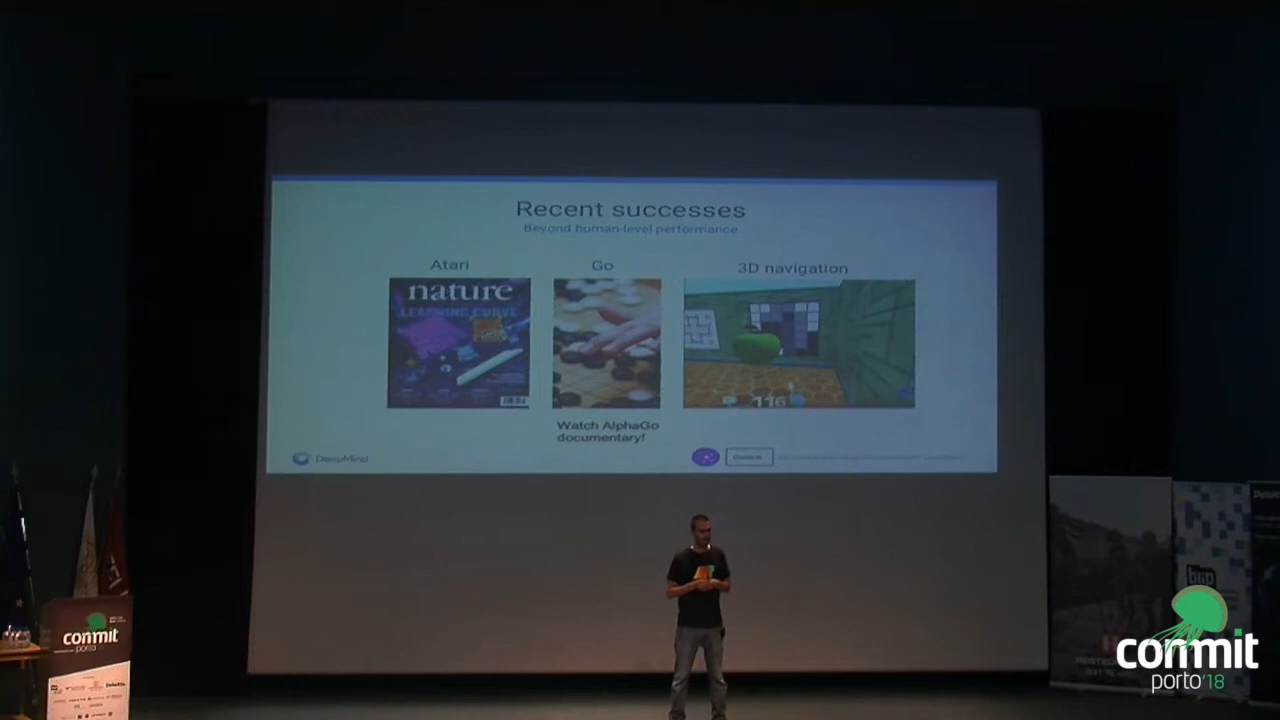 Recent successes
Beyond human-level performance
Atari
Go
3D navigation
nature
LEARNING CURVE
116
Watch AlphaGo
documentary!
DeepMind
commit
porto
Deloitte
commit
porto'18